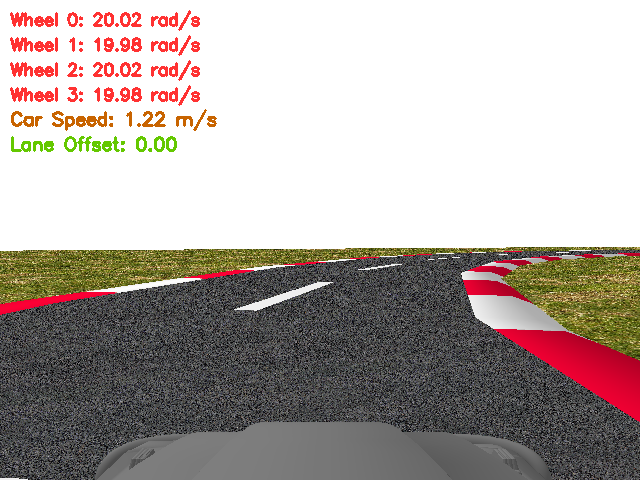 Wheel 0: 20.02 rad/s
Wheel 1: 19.98 rad/s
Wheel 2: 20.02 rad/s
Wheel 3: 19.98 rad/s
Car Speed: 1.22 m/s
Lane Offset: 0.00